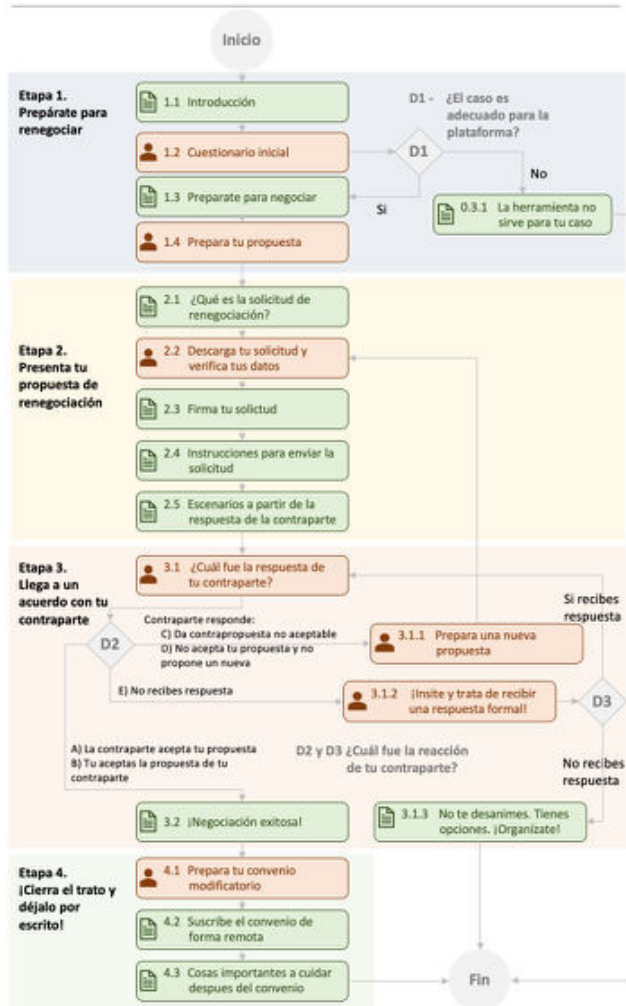 Inicio
Etapa 1.
Prepárate para
renegociar
1.1 Introducción
D1 - ¿El caso es
adecuado para la
plataforma?
1.2 Cuestionario inicial
D1
No
1.3 Preparate para negociar
Si
0.3.1 La herramienta no
sirve para tu caso
1.4 Prepara tu propuesta
Etapa 2.
Presenta tu
propuesta de
renegociación
2.1 ¿Qué es la solicitud de
renegociación?
2.2 Descarga tu solicitud y
verifica tus datos
2.3 Firma tu solictud
2.4 Instrucciones para enviar la
solicitud
2.5 Escenarios a partir de la
respuesta de la contraparte
Etapa 3.
Llega a un
acuerdo con tu
contraparte
3.1 ¿Cuál fue la respuesta de
tu contraparte?
Si recibes
respuesta
D2
Contraparte responde:
C) Da contrapropuesta no aceptable
D) No acepta tu propuesta y no
propone un nueva
3.1.1 Prepara una nueva
propuesta
E) No recibes respuesta
3.1.2 ¡Insite y trata de recibir
una respuesta formal!
D3
A) La contraparte acepta tu propuesta
B) Tu aceptas la propuesta de tu
contraparte
D2 y D3 ¿Cuál fue la reacción
de tu contraparte?
No recibes
respuesta
3.2 ¡Negociación exitosa!
3.1.3 No te desanimes. Tienes
opciones. ¡Organízate!
Etapa 4.
¡Cierra el trato y
déjalo por
escrito!
4.1 Prepara tu convenio
modificatorio
4.2 Suscribe el convenio de
forma remota
4.3 Cosas importantes a cuidar
despues del convenio
Fin